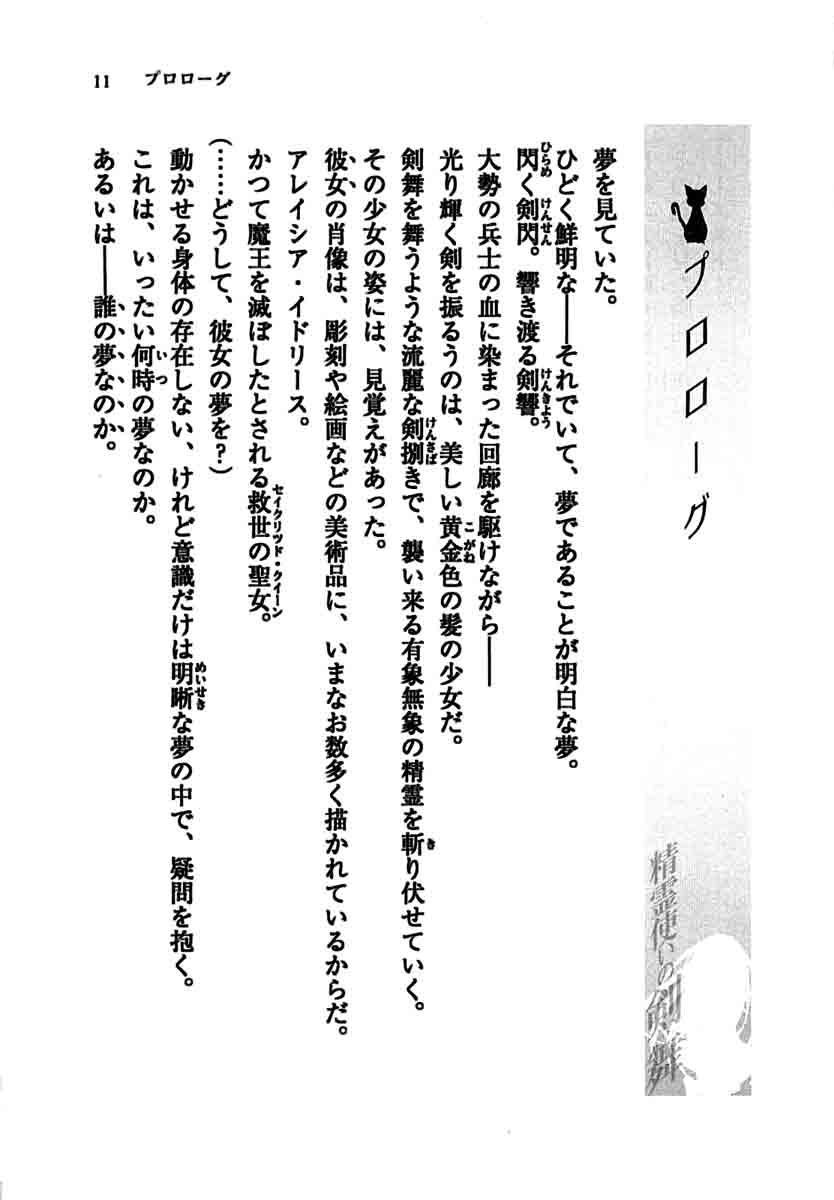 11　プロローグ
プロローグ
精霊使いの剣舞
夢を見ていた。
ひどく鮮明な――それでいて、夢であることが明白な夢。
閃く剣閃。響き渡る剣響。
大勢の兵士の血に染まった回廊を駆けながら――
光り輝く剣を振るうのは、美しい黄金色の髪の少女だ。
剣舞を舞うような流麗な剣捌きで、襲い来る有象無象の精霊を斬り伏せていく。
その少女の姿には、見覚えがあった。
彼女の肖像は、彫刻や絵画などの美術品に、いまなお数多く描かれているからだ。
アレイシア・イドリース。
かつて魔王を滅ぼしたとされる救世の聖女。
（……どうして、彼女の夢を？）
動かせる身体の存在しない、けれど意識だけは明晰な夢の中で、疑問を抱く。
これは、いったい何時の夢なのか。
あるいは――誰の夢なのか。